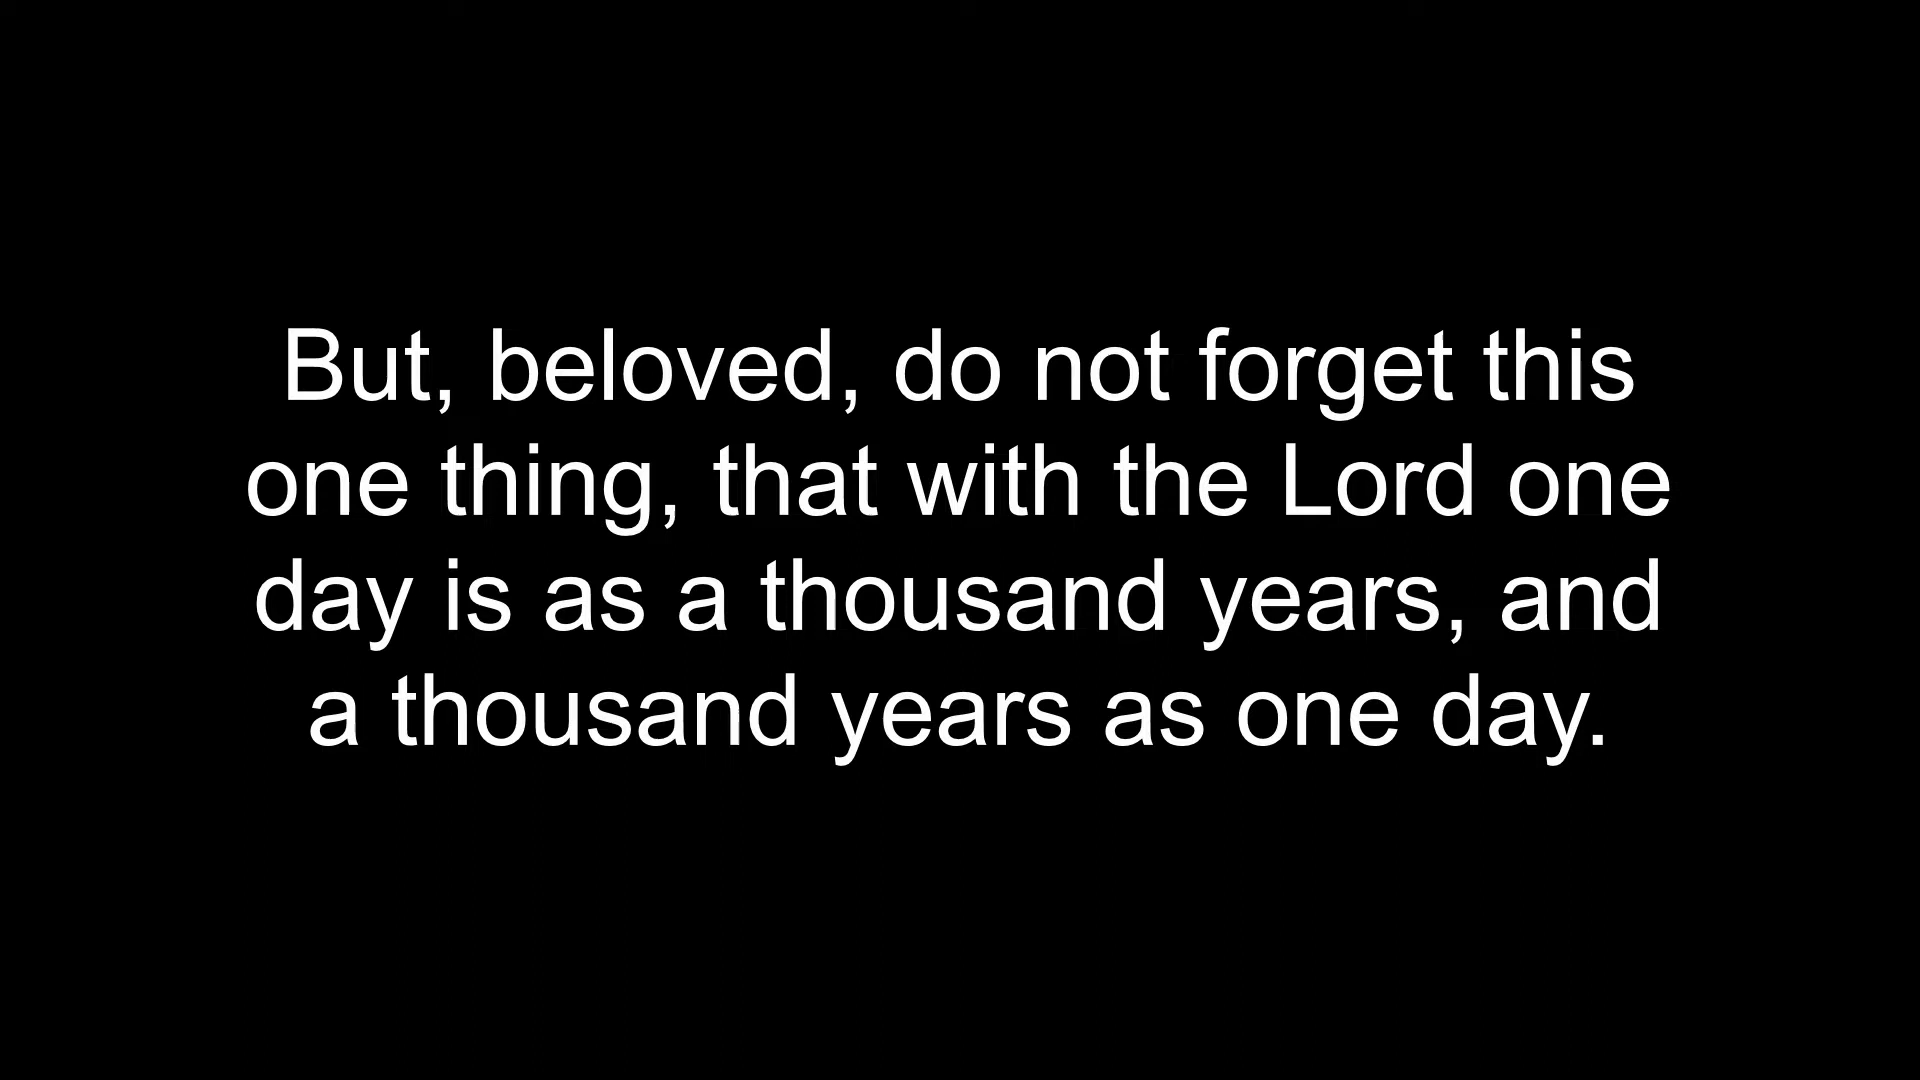 But, beloved, do not forget this
one thing, that with the Lord one
day is as a thousand years, and
a thousand years as one day.